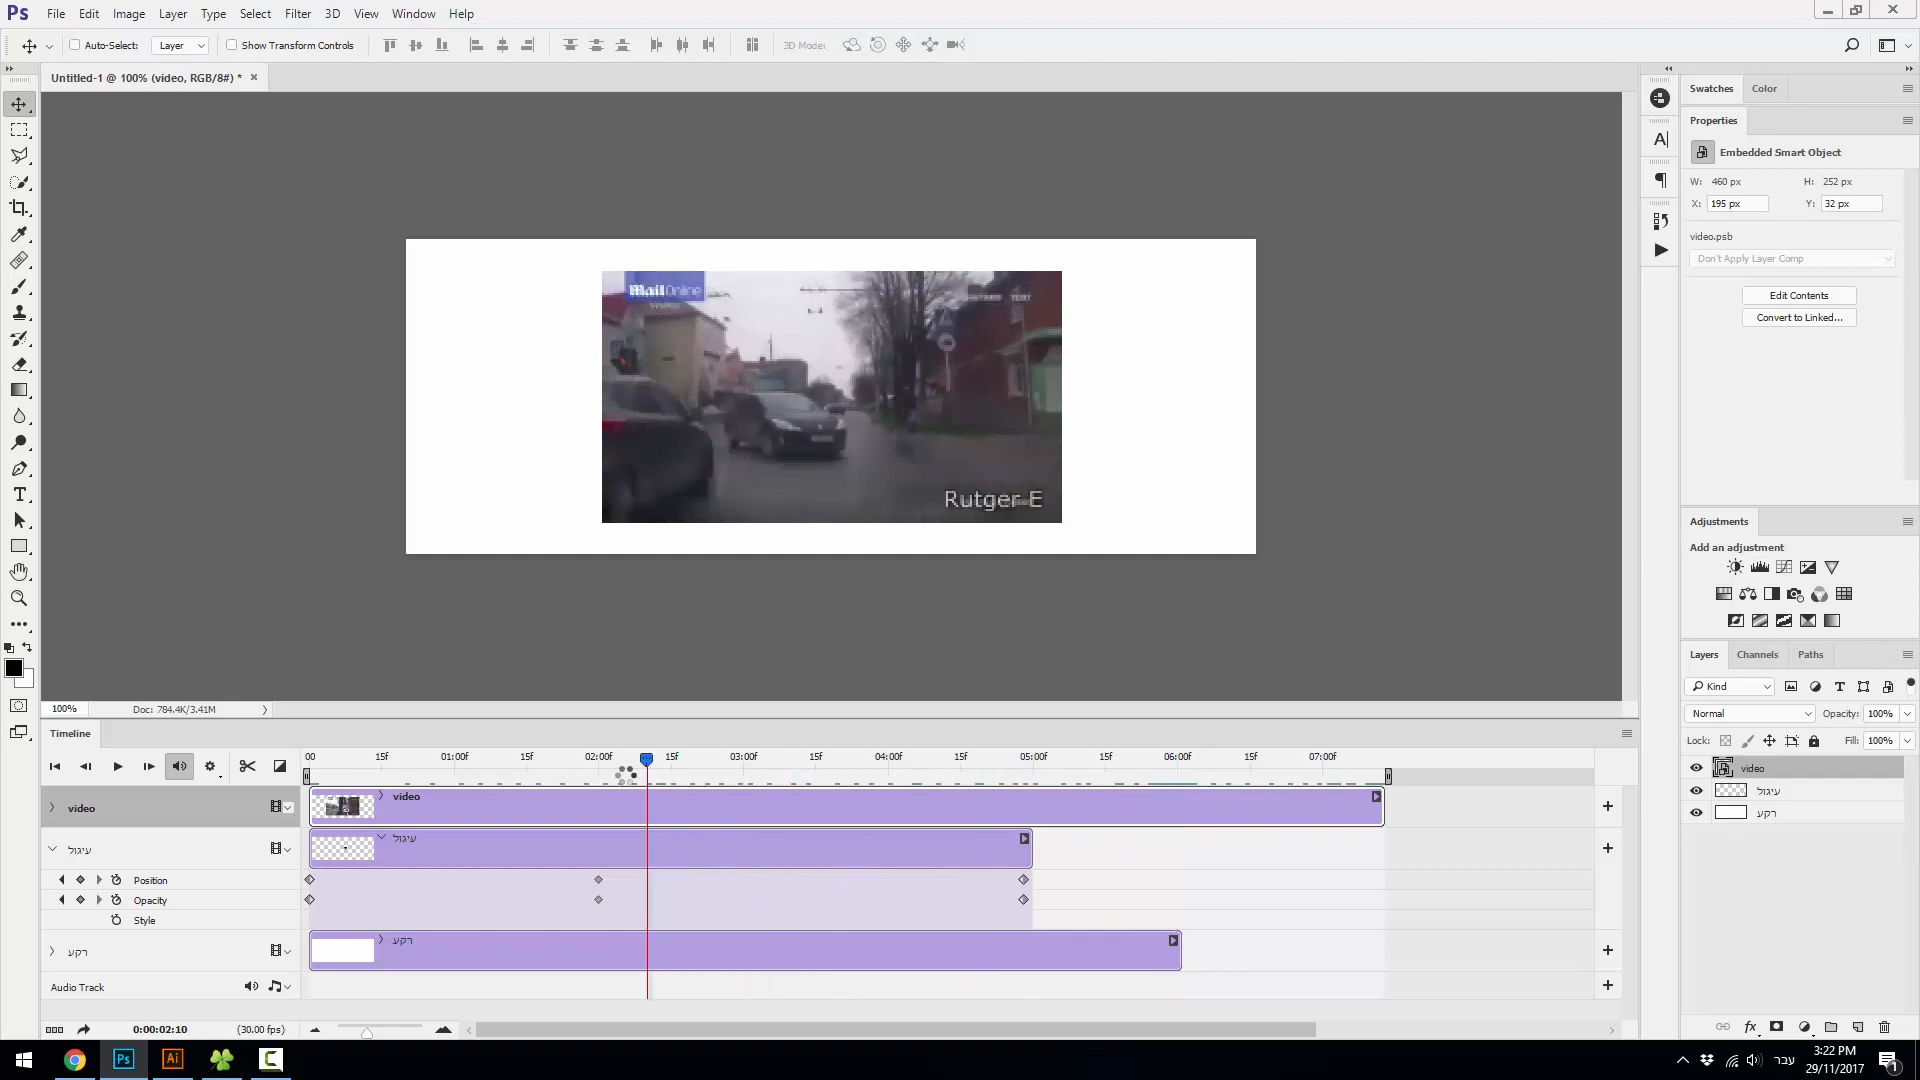 Ps File Edit Image Layer Type Select Filter 3D View Window Help
Auto-Select: Layer Show Transform Controls 3D Mode:
Untitled-1 @ 100% (video, RGB/8#) *
Swatches Color
Properties
Embedded Smart Object
W: 460 px H: 252 px
X: 195 px Y: 32 px
video.psb
Don't Apply Layer Comp
Edit Contents
Convert to Linked...
Mail Online
Rutger E
Adjustments
Add an adjustment
Layers Channels Paths
Kind
Normal Opacity: 100%
Lock: Fill: 100%
video
עיגול
רקע
100% Doc: 784.4K/3.41M
Timeline
00 15f 01:00f 15f 02:00f 15f 03:00f 15f 04:00f 15f 05:00f 15f 06:00f 15f 07:00f
video video
עיגול עיגול
Position
Opacity
Style
רקע רקע
Audio Track
0:00:02:10 (30.00 fps)
Ps Ai C עבר 3:22 PM
29/11/2017 1